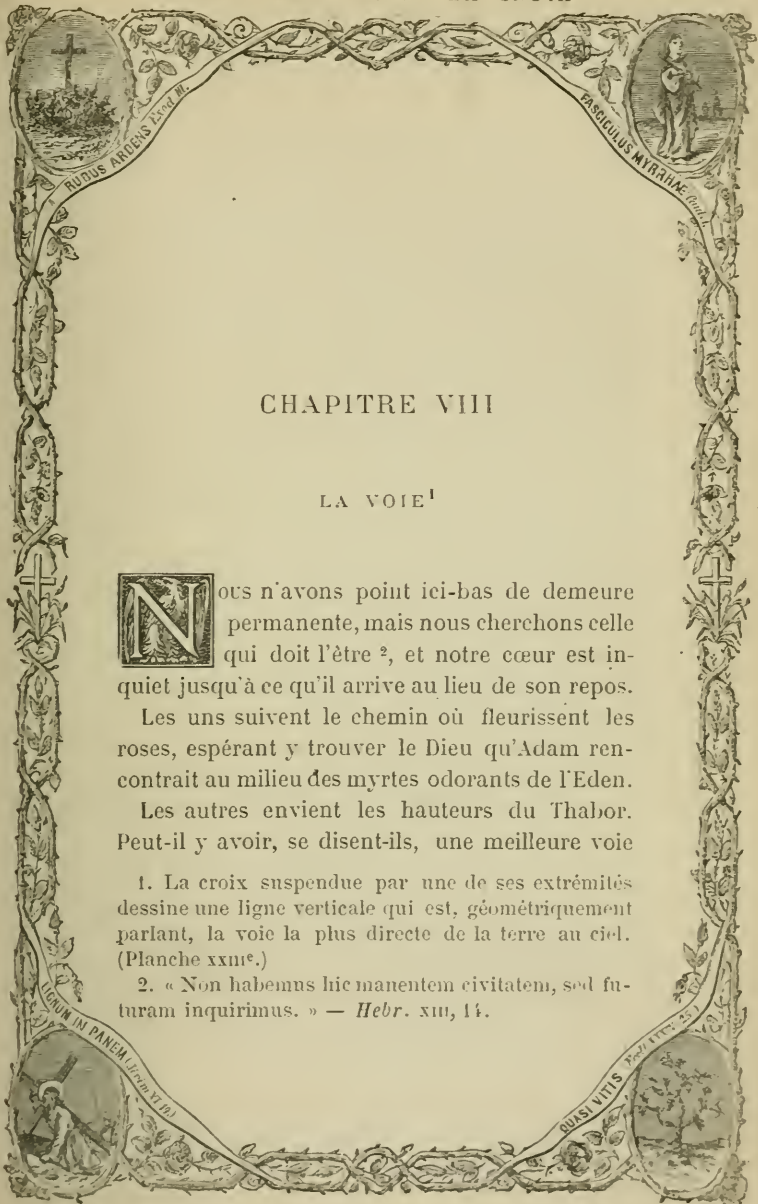 RUBUS ARDENS Exod III.
FASCICULUS MYRRHAE
CHAPITRE VIII
LA VOIE¹
Nous n'avons point ici-bas de demeure
permanente, mais nous cherchons celle
qui doit l'être ², et notre cœur est in-
quiet jusqu'à ce qu'il arrive au lieu de son repos.
Les uns suivent le chemin où fleurissent les
roses, espérant y trouver le Dieu qu'Adam ren-
contrait au milieu des myrtes odorants de l'Eden.
Les autres envient les hauteurs du Thabor.
Peut-il y avoir, se disent-ils, une meilleure voie
1. La croix suspendue par une de ses extrémités
dessine une ligne verticale qui est, géométriquement
parlant, la voie la plus directe de la terre au ciel.
(Planche XXIIIe.)
2. « Non habemus hic manentem civitatem, sed fu-
turam inquirimus. » — Hebr. XIII, 14.
LIGNUM IN PANEM
QUASI VITIS